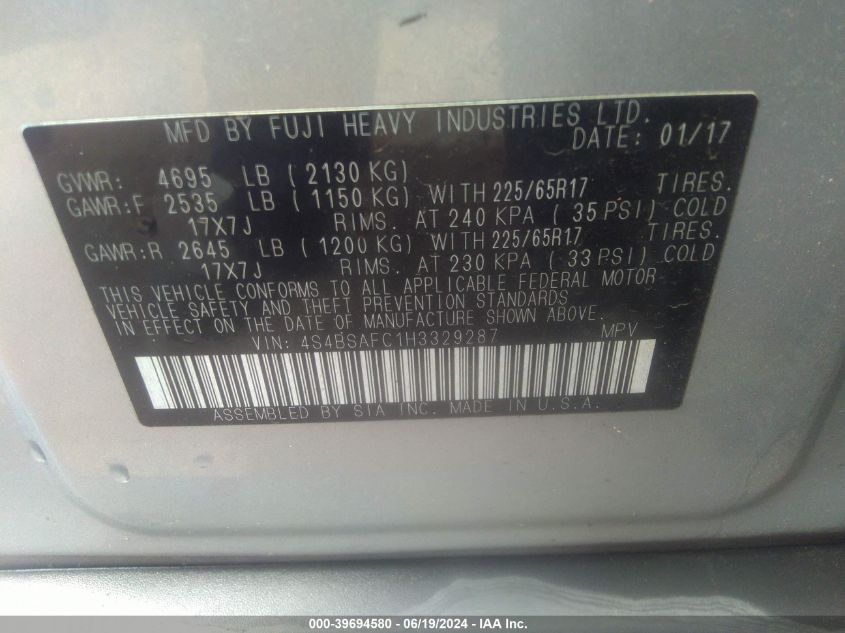 MFD BY FUJI HEAVY INDUSTRIES LTD.
DATE: 01/17
GVWR: 4695 LB ( 2130 KG)
GAWR:F 2535 LB ( 1150 KG) WITH 225/65R17 TIRES.
17X7J RIMS. AT 240 KPA ( 35 PSI) COLD
GAWR:R 2645 LB ( 1200 KG) WITH 225/65R17 TIRES.
17X7J RIMS. AT 230 KPA ( 33 PSI) COLD
THIS VEHICLE CONFORMS TO ALL APPLICABLE FEDERAL MOTOR
VEHICLE SAFETY AND THEFT PREVENTION STANDARDS
IN EFFECT ON THE DATE OF MANUFACTURE SHOWN ABOVE.
VIN: 4S4BSAFC1H3329287 MPV
ASSEMBLED BY SIA INC. MADE IN U.S.A.
000-39694580 - 06/19/2024 - IAA Inc.